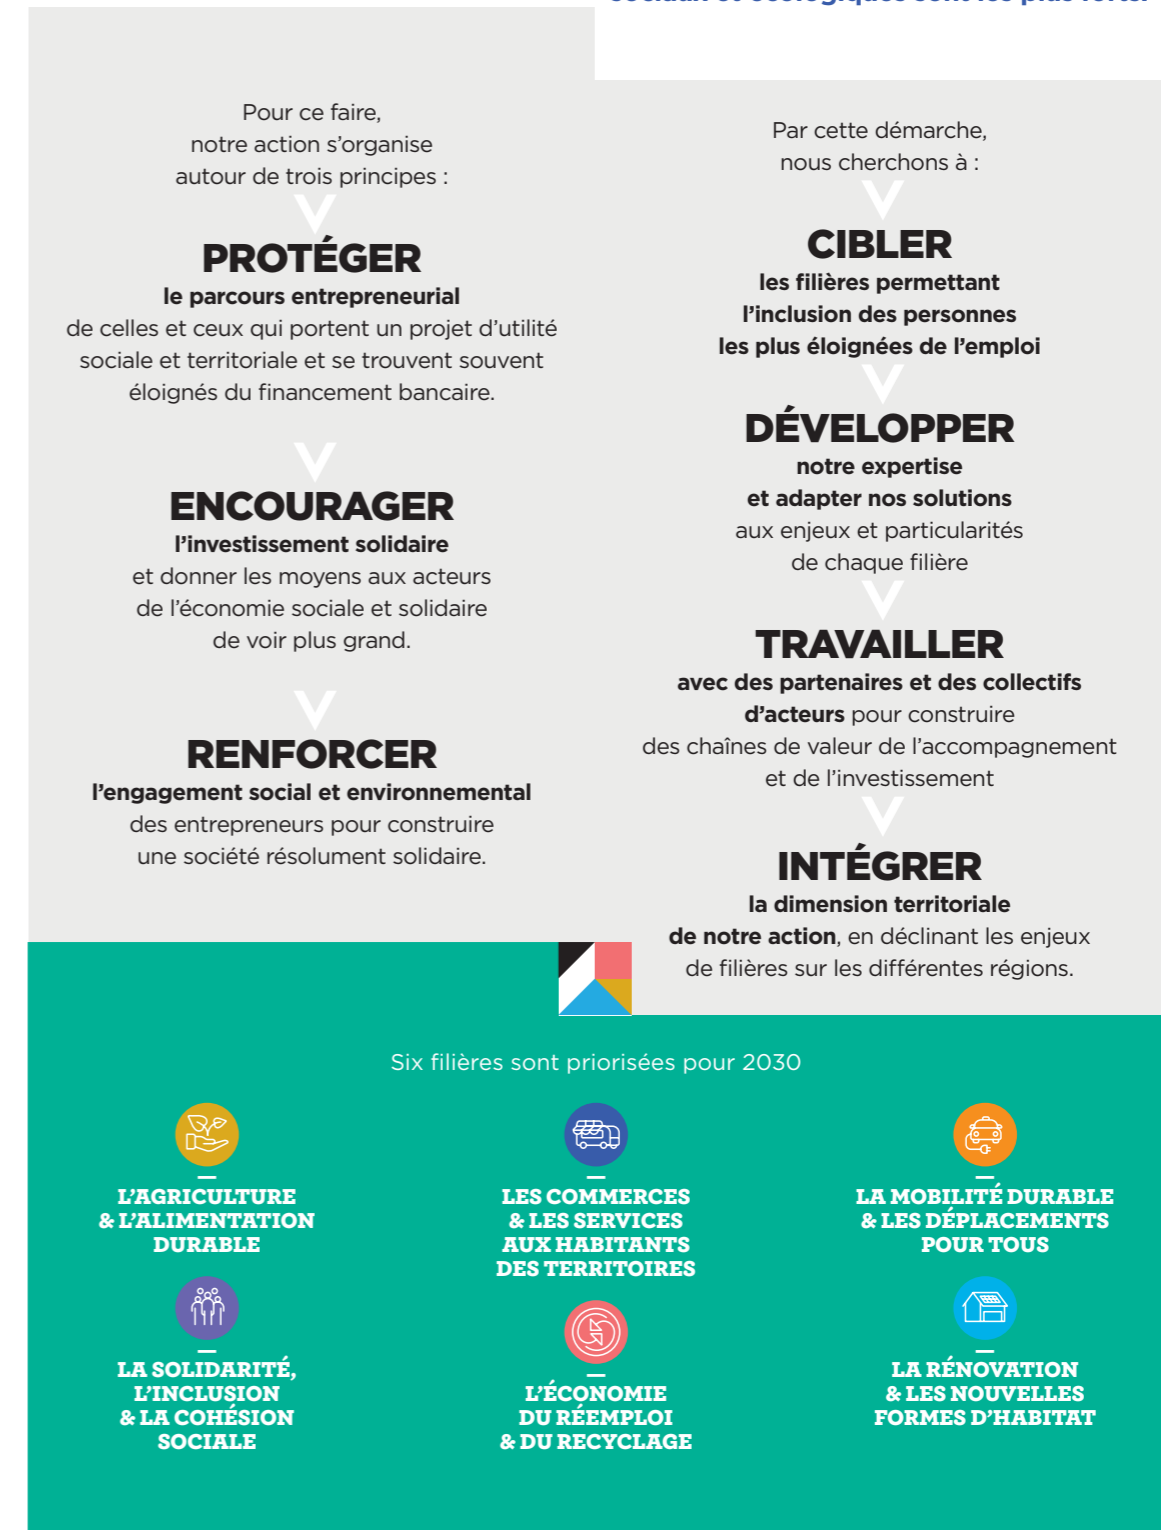 sociaux et écologiques sont les plus forts.
Pour ce faire,
notre action s’organise
autour de trois principes :
PROTÉGER
le parcours entrepreneurial
de celles et ceux qui portent un projet d’utilité
sociale et territoriale et se trouvent souvent
éloignés du financement bancaire.
ENCOURAGER
l’investissement solidaire
et donner les moyens aux acteurs
de l’économie sociale et solidaire
de voir plus grand.
RENFORCER
l’engagement social et environnemental
des entrepreneurs pour construire
une société résolument solidaire.
Par cette démarche,
nous cherchons à :
CIBLER
les filières permettant
l’inclusion des personnes
les plus éloignées de l’emploi
DÉVELOPPER
notre expertise
et adapter nos solutions
aux enjeux et particularités
de chaque filière
TRAVAILLER
avec des partenaires et des collectifs
d’acteurs pour construire
des chaînes de valeur de l’accompagnement
et de l’investissement
INTÉGRER
la dimension territoriale
de notre action, en déclinant les enjeux
de filières sur les différentes régions.
Six filières sont priorisées pour 2030
L’AGRICULTURE
& L’ALIMENTATION
DURABLE
LES COMMERCES
& LES SERVICES
AUX HABITANTS
DES TERRITOIRES
LA MOBILITÉ DURABLE
& LES DÉPLACEMENTS
POUR TOUS
LA SOLIDARITÉ,
L’INCLUSION
& LA COHÉSION
SOCIALE
L’ÉCONOMIE
DU RÉEMPLOI
& DU RECYCLAGE
LA RÉNOVATION
& LES NOUVELLES
FORMES D’HABITAT